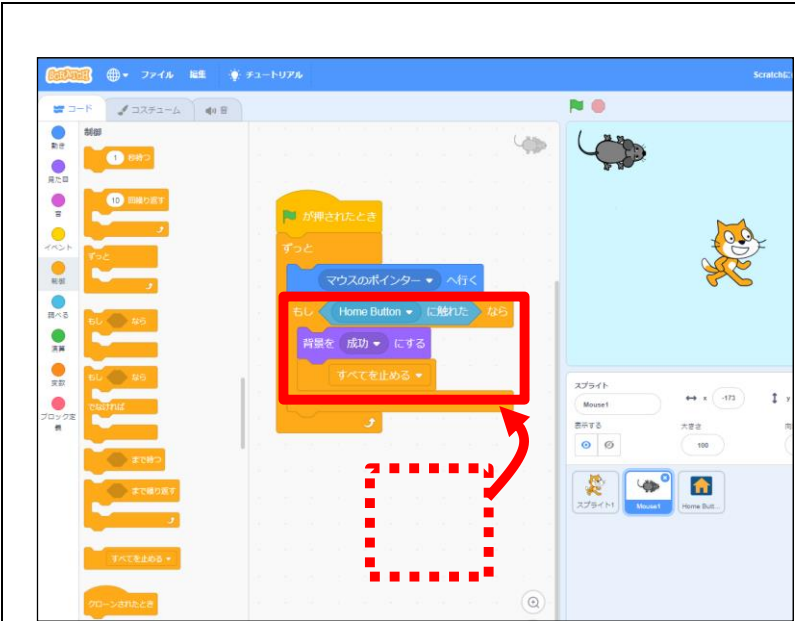 SCRATCH ファイル 編集 チュートリアル Scratchに
コード コスチューム 音
動き
見た目
音
イベント
制御
調べる
演算
変数
ブロック定義
制御
1 秒待つ
10 回繰り返す
ずっと
もし なら
もし なら
でなければ
まで待つ
まで繰り返す
すべてを止める
クローンされたとき
が押されたとき
ずっと
マウスのポインター へ行く
もし Home Button に触れた なら
背景を 成功 にする
すべてを止める
スプライト
Mouse1 x -173 y
表示する 大きさ 向
100
スプライト1 Mouse1 Home Butt...